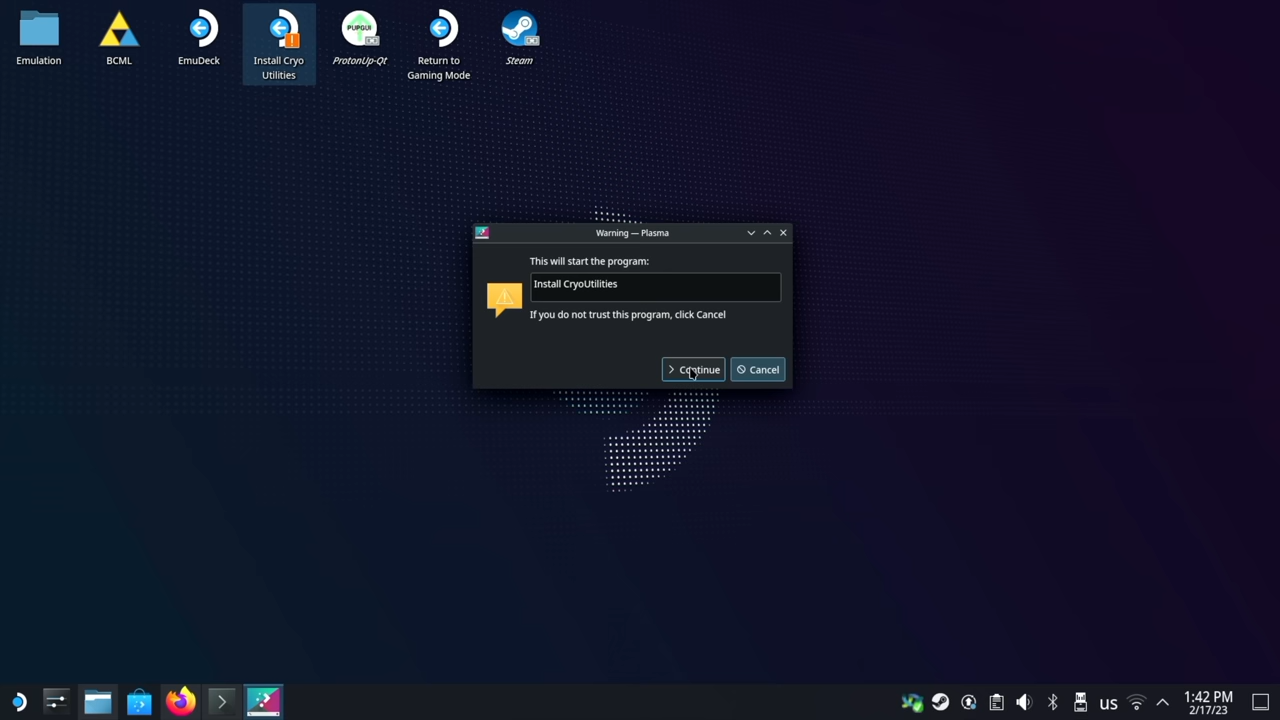 Emulation
BCML
EmuDeck
Install Cryo
Utilities
PUPGUI
ProtonUp-Qt
Return to
Gaming Mode
Steam
Warning — Plasma
This will start the program:
Install CryoUtilities
If you do not trust this program, click Cancel
Continue
Cancel
us
1:42 PM
2/17/23